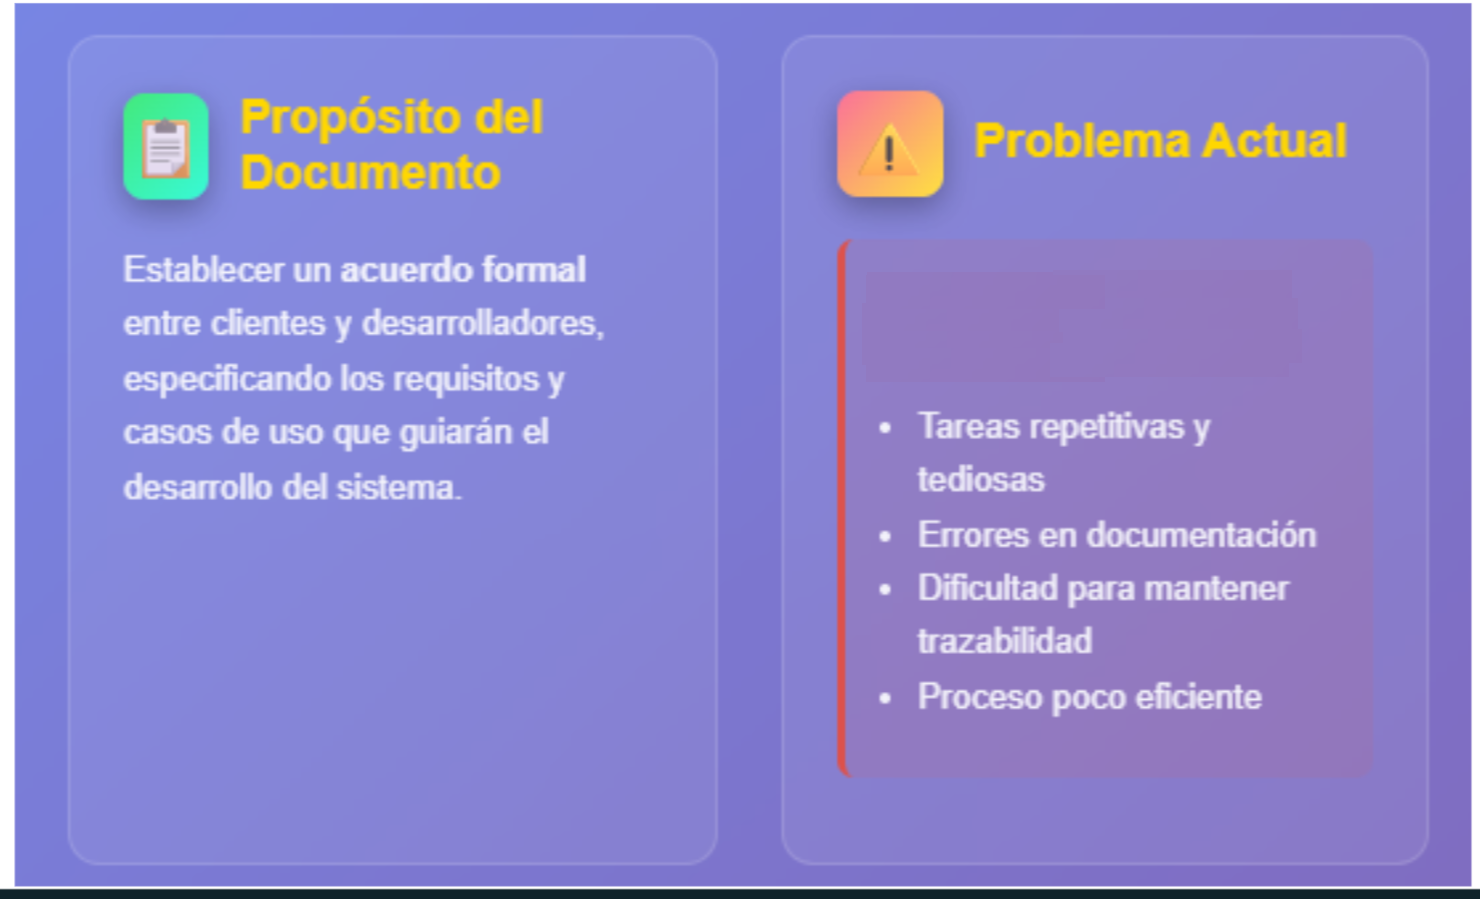 Propósito del
Documento
Establecer un acuerdo formal
entre clientes y desarrolladores,
especificando los requisitos y
casos de uso que guiarán el
desarrollo del sistema.
Problema Actual
• Tareas repetitivas y
tediosas
• Errores en documentación
• Dificultad para mantener
trazabilidad
• Proceso poco eficiente